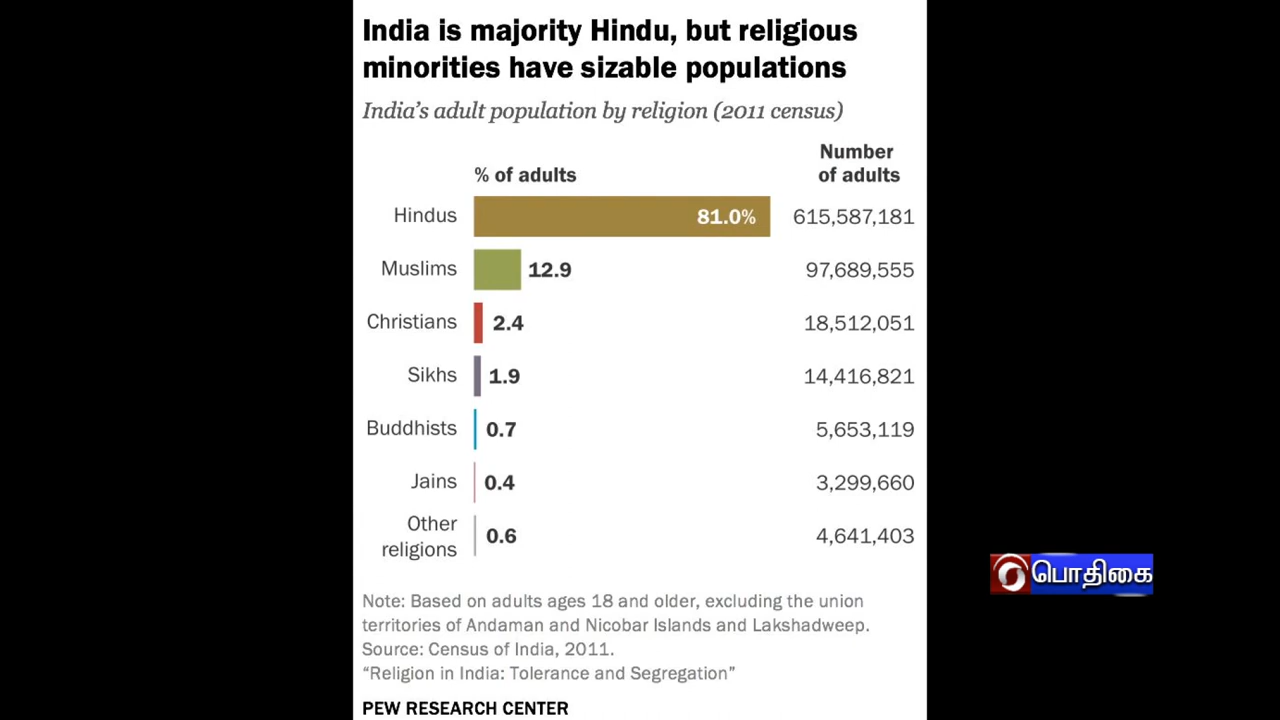 India is majority Hindu, but religious
minorities have sizable populations
India's adult population by religion (2011 census)
% of adults
Number
of adults
Hindus 81.0% 615,587,181
Muslims 12.9 97,689,555
Christians 2.4 18,512,051
Sikhs 1.9 14,416,821
Buddhists 0.7 5,653,119
Jains 0.4 3,299,660
Other
religions 0.6 4,641,403
Note: Based on adults ages 18 and older, excluding the union
territories of Andaman and Nicobar Islands and Lakshadweep.
Source: Census of India, 2011.
"Religion in India: Tolerance and Segregation"
PEW RESEARCH CENTER
பொதிகை